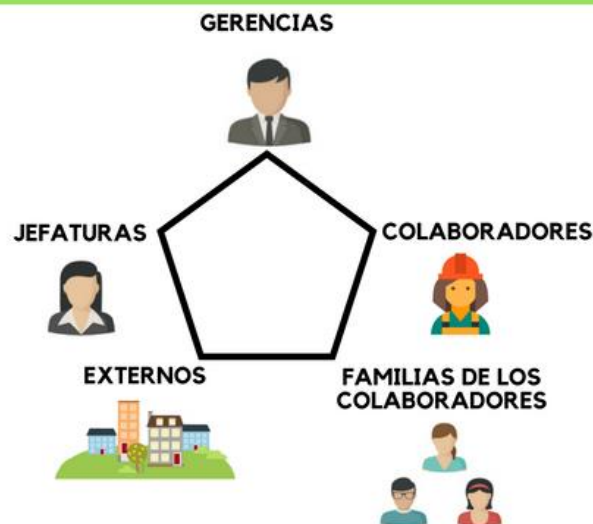 GERENCIAS
JEFATURAS
COLABORADORES
EXTERNOS
FAMILIAS DE LOS
COLABORADORES